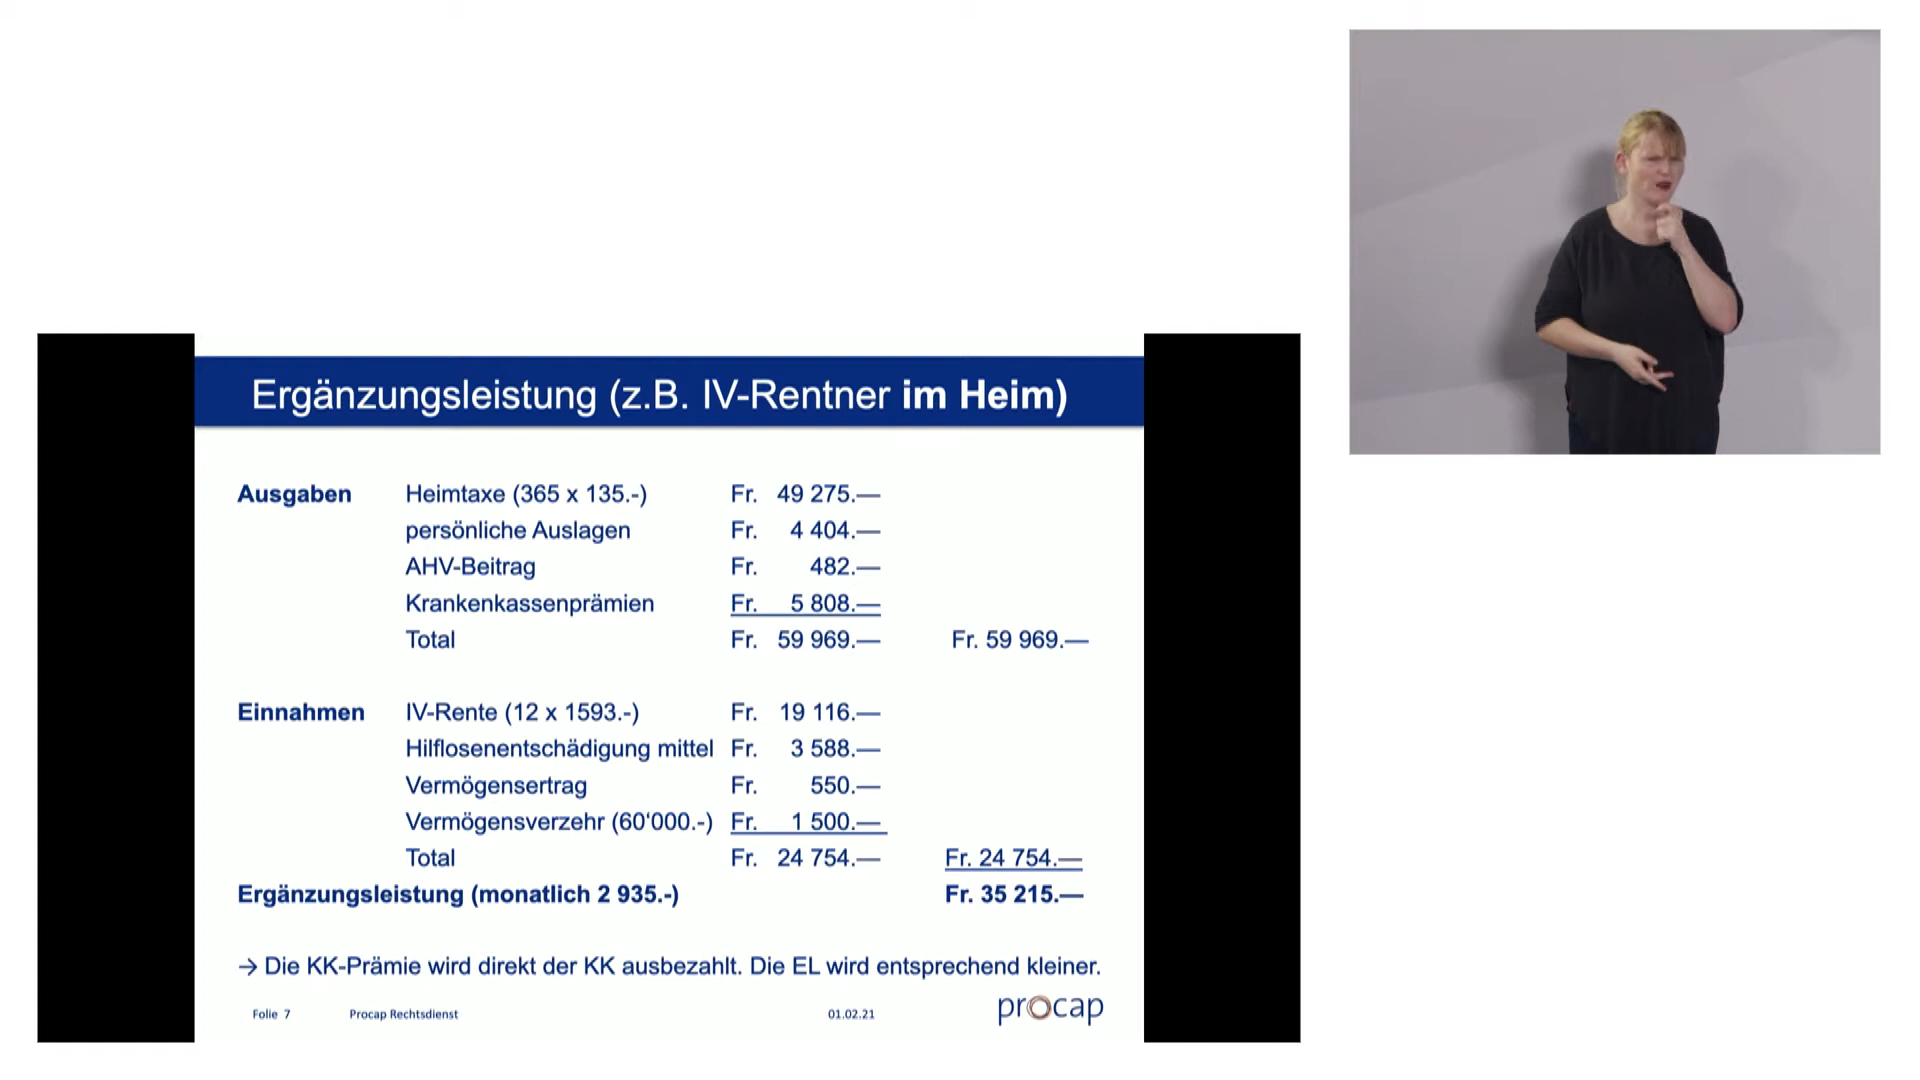 Ergänzungsleistung (z.B. IV-Rentner im Heim)
Ausgaben Heimtaxe (365 x 135.-) Fr. 49 275.—
persönliche Auslagen Fr. 4 404.—
AHV-Beitrag Fr. 482.—
Krankenkassenprämien Fr. 5 808.—
Total Fr. 59 969.— Fr. 59 969.—
Einnahmen IV-Rente (12 x 1593.-) Fr. 19 116.—
Hilflosenentschädigung mittel Fr. 3 588.—
Vermögensertrag Fr. 550.—
Vermögensverzehr (60‘000.-) Fr. 1 500.—
Total Fr. 24 754.— Fr. 24 754.—
Ergänzungsleistung (monatlich 2 935.-) Fr. 35 215.—
→ Die KK-Prämie wird direkt der KK ausbezahlt. Die EL wird entsprechend kleiner.
Folie 7 Procap Rechtsdienst 01.02.21 procap